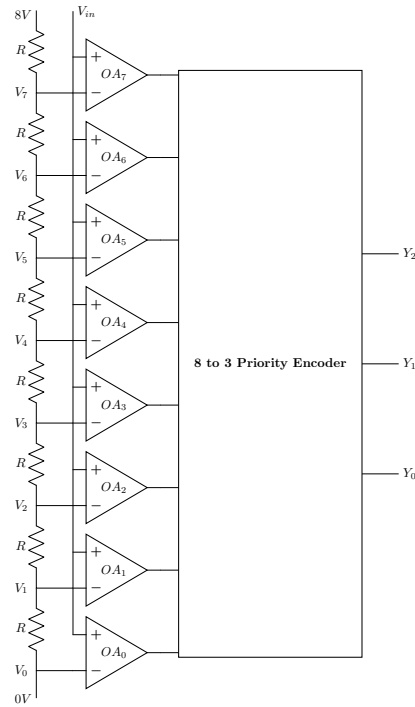 8V
V_in
R
+
OA_7
V_7
−
R
+
OA_6
V_6
−
R
+
OA_5
V_5
−
Y_2
R
+
OA_4
V_4
−
8 to 3 Priority Encoder
Y_1
R
+
OA_3
V_3
−
R
+
OA_2
V_2
−
Y_0
R
+
OA_1
V_1
−
R
+
OA_0
V_0
−
0V